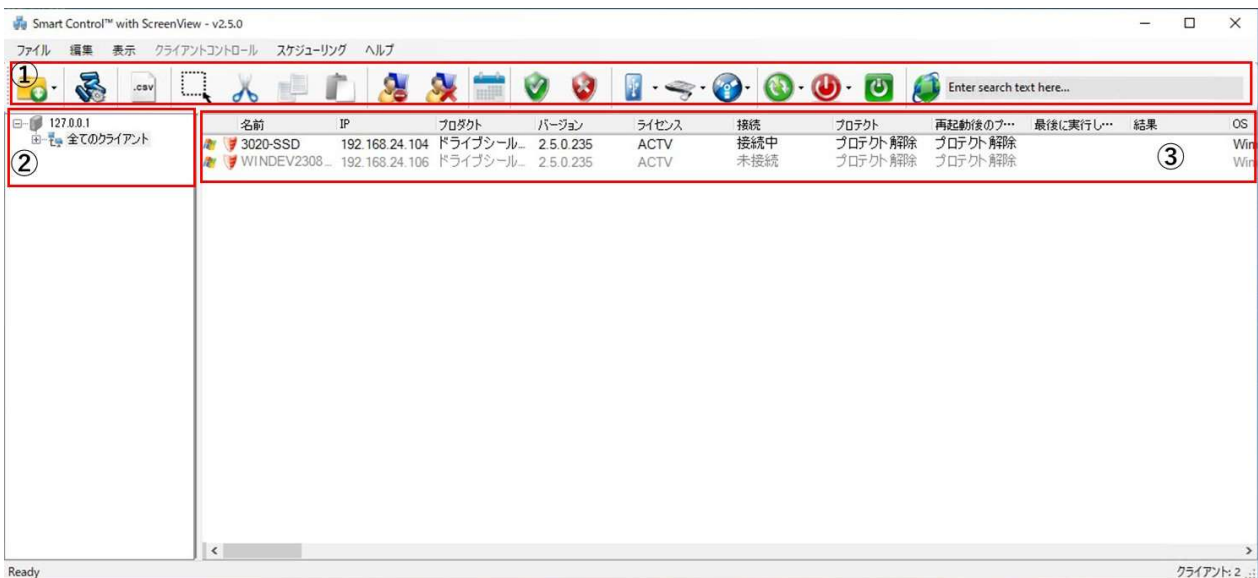 Smart Control™ with ScreenView - v2.5.0
ファイル 編集 表示 クライアントコントロール スケジューリング ヘルプ
① .csv Enter search text here...
127.0.0.1
全てのクライアント
②
名前 IP プロダクト バージョン ライセンス 接続 プロテクト 再起動後のプ… 最後に実行し… 結果 OS
3020-SSD 192.168.24.104 ドライブシール... 2.5.0.235 ACTV 接続中 プロテクト解除 プロテクト解除 Win
WINDEV2308... 192.168.24.106 ドライブシール... 2.5.0.235 ACTV 未接続 プロテクト解除 プロテクト解除 Win
③
Ready クライアント: 2